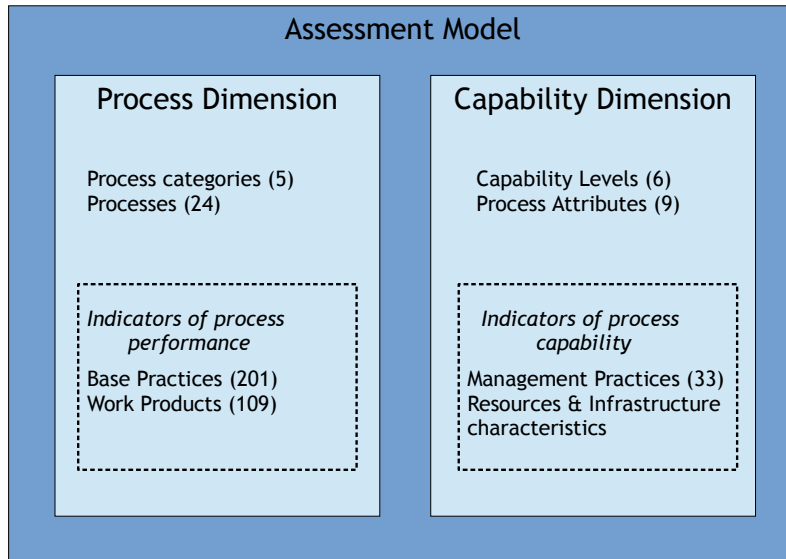 Assessment Model
Process Dimension
Process categories (5)
Processes (24)
Indicators of process
performance
Base Practices (201)
Work Products (109)
Capability Dimension
Capability Levels (6)
Process Attributes (9)
Indicators of process
capability
Management Practices (33)
Resources & Infrastructure
characteristics